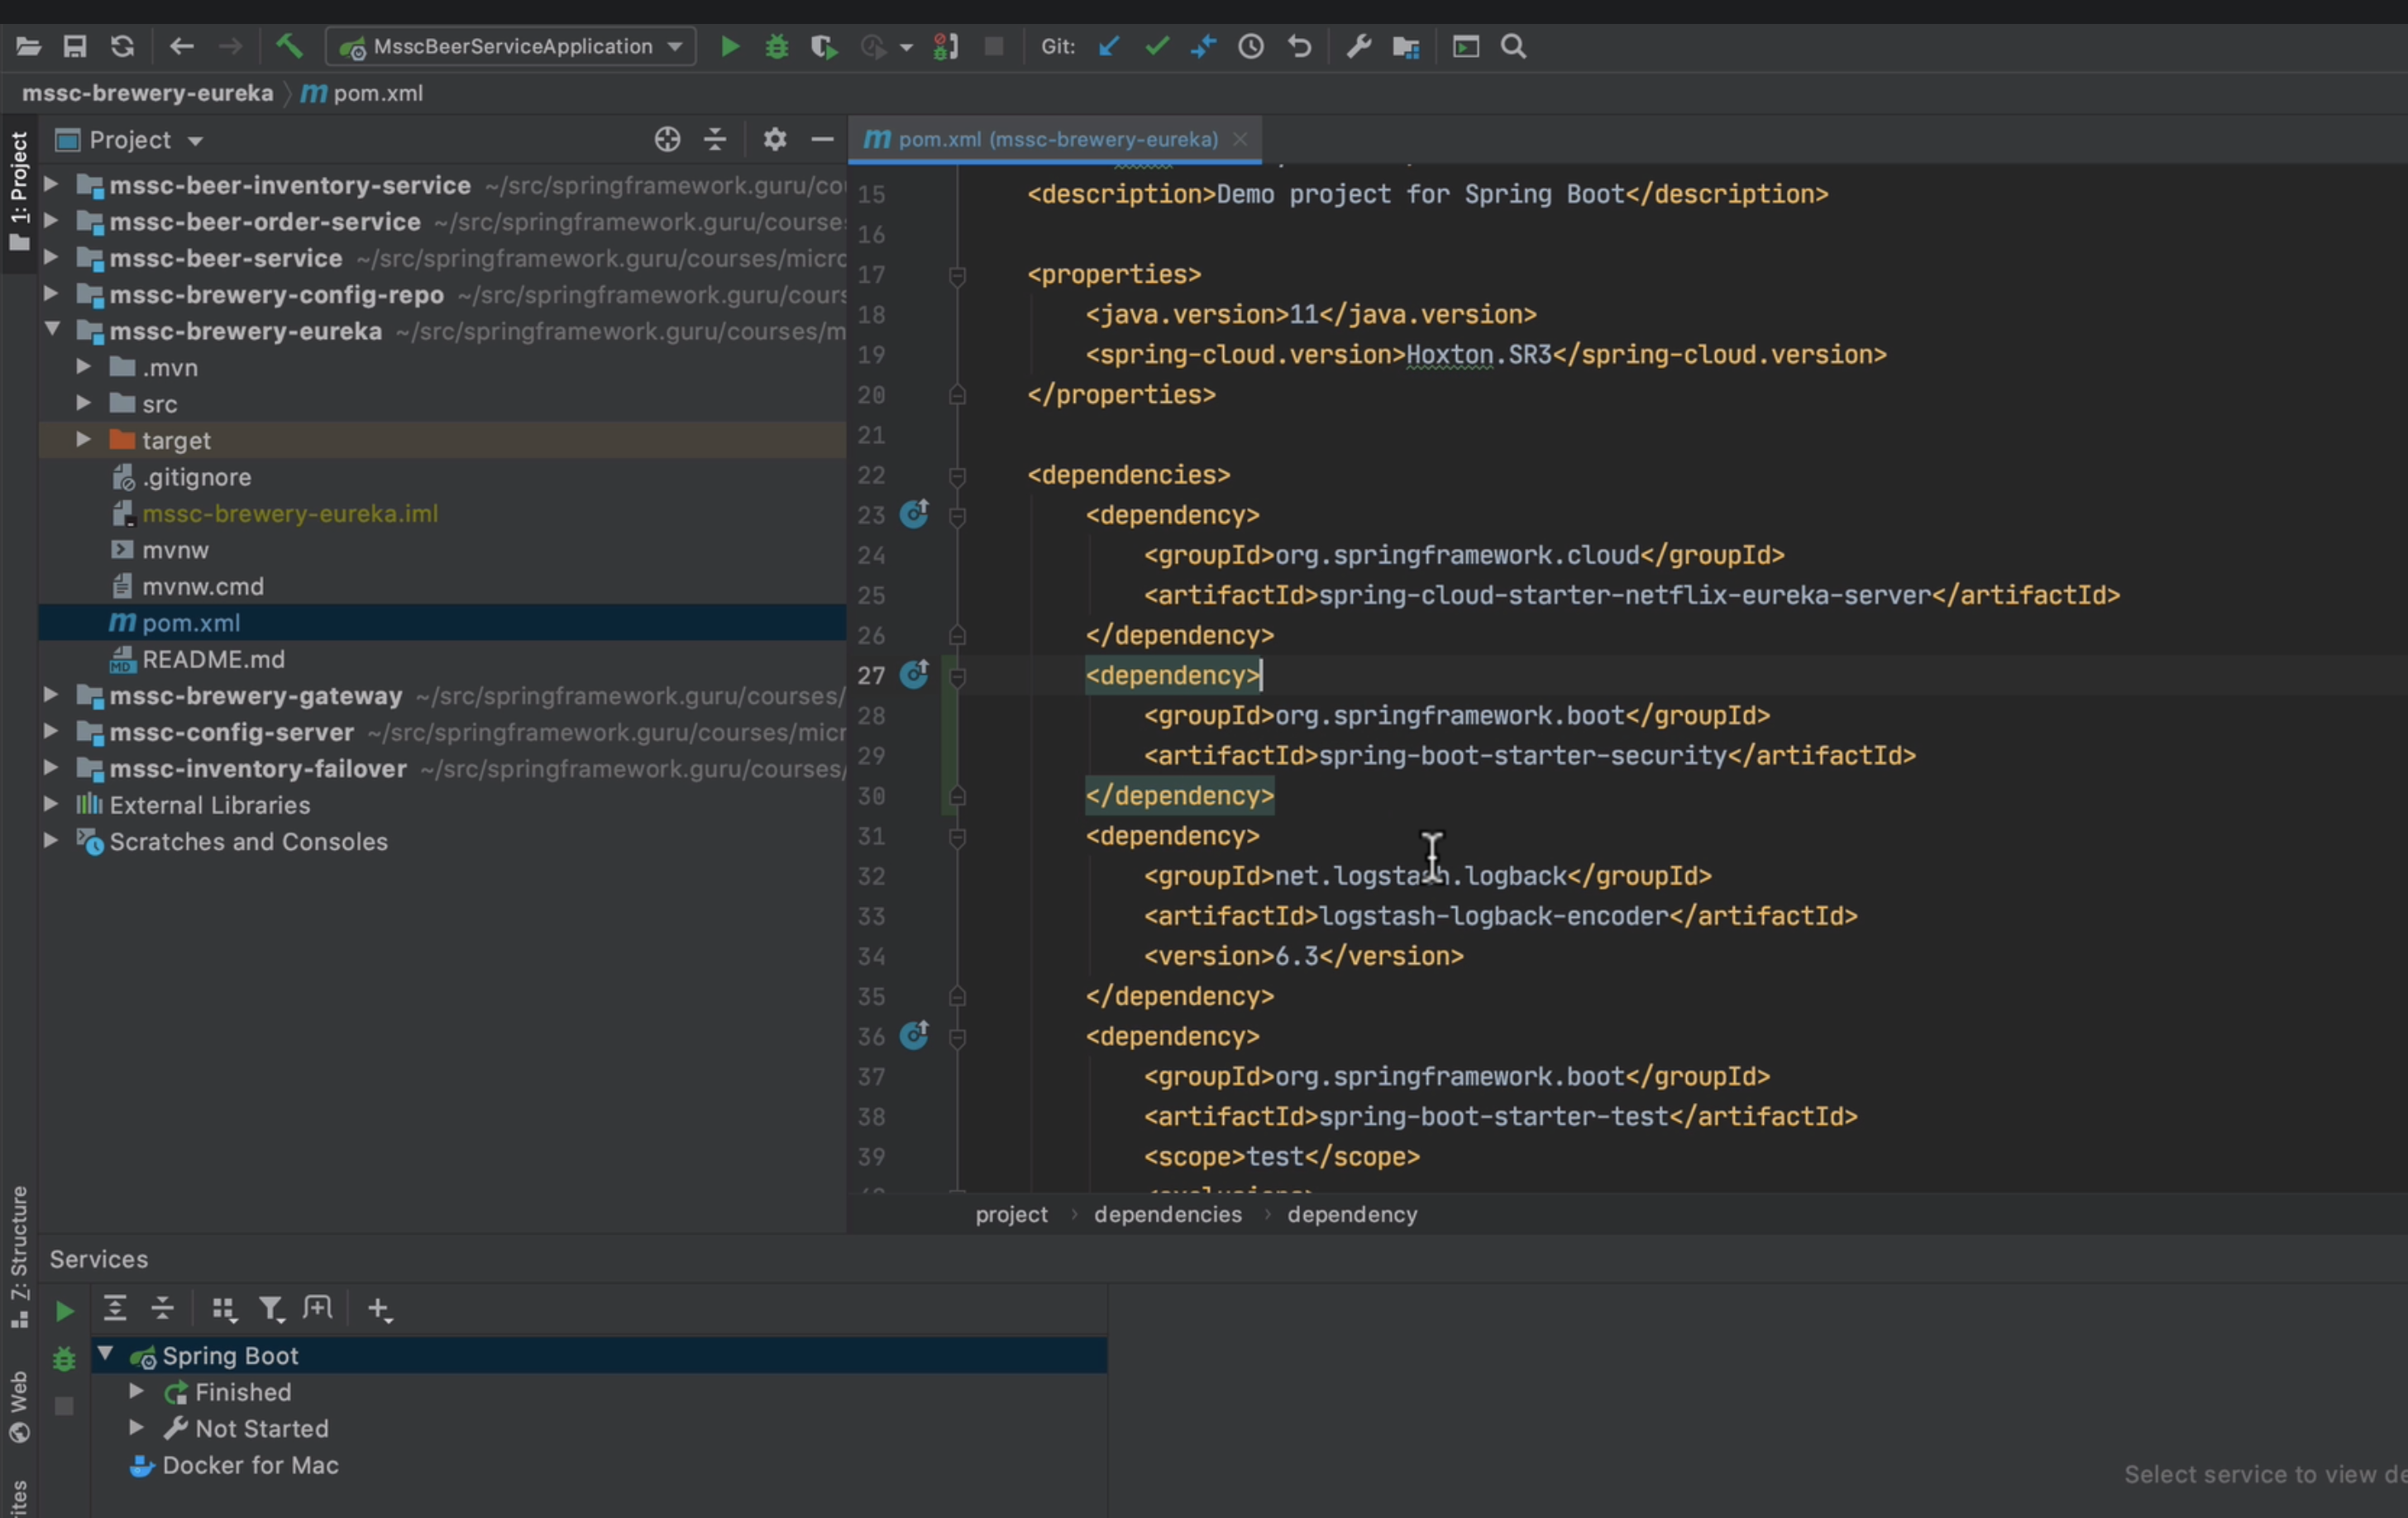 MsscBeerServiceApplication
Git:
mssc-brewery-eureka
pom.xml
1: Project
Project
mssc-beer-inventory-service ~/src/springframework.guru/co
mssc-beer-order-service ~/src/springframework.guru/course
mssc-beer-service ~/src/springframework.guru/courses/micr
mssc-brewery-config-repo ~/src/springframework.guru/cours
mssc-brewery-eureka ~/src/springframework.guru/courses/m
.mvn
src
target
.gitignore
mssc-brewery-eureka.iml
mvnw
mvnw.cmd
pom.xml
README.md
mssc-brewery-gateway ~/src/springframework.guru/courses/
mssc-config-server ~/src/springframework.guru/courses/micr
mssc-inventory-failover ~/src/springframework.guru/courses/
External Libraries
Scratches and Consoles
pom.xml (mssc-brewery-eureka)
15 <description>Demo project for Spring Boot</description>
16
17 <properties>
18 <java.version>11</java.version>
19 <spring-cloud.version>Hoxton.SR3</spring-cloud.version>
20 </properties>
21
22 <dependencies>
23 <dependency>
24 <groupId>org.springframework.cloud</groupId>
25 <artifactId>spring-cloud-starter-netflix-eureka-server</artifactId>
26 </dependency>
27 <dependency>
28 <groupId>org.springframework.boot</groupId>
29 <artifactId>spring-boot-starter-security</artifactId>
30 </dependency>
31 <dependency>
32 <groupId>net.logstash.logback</groupId>
33 <artifactId>logstash-logback-encoder</artifactId>
34 <version>6.3</version>
35 </dependency>
36 <dependency>
37 <groupId>org.springframework.boot</groupId>
38 <artifactId>spring-boot-starter-test</artifactId>
39 <scope>test</scope>
project › dependencies › dependency
Z: Structure
Web
Services
Spring Boot
Finished
Not Started
Docker for Mac
Select service to view de